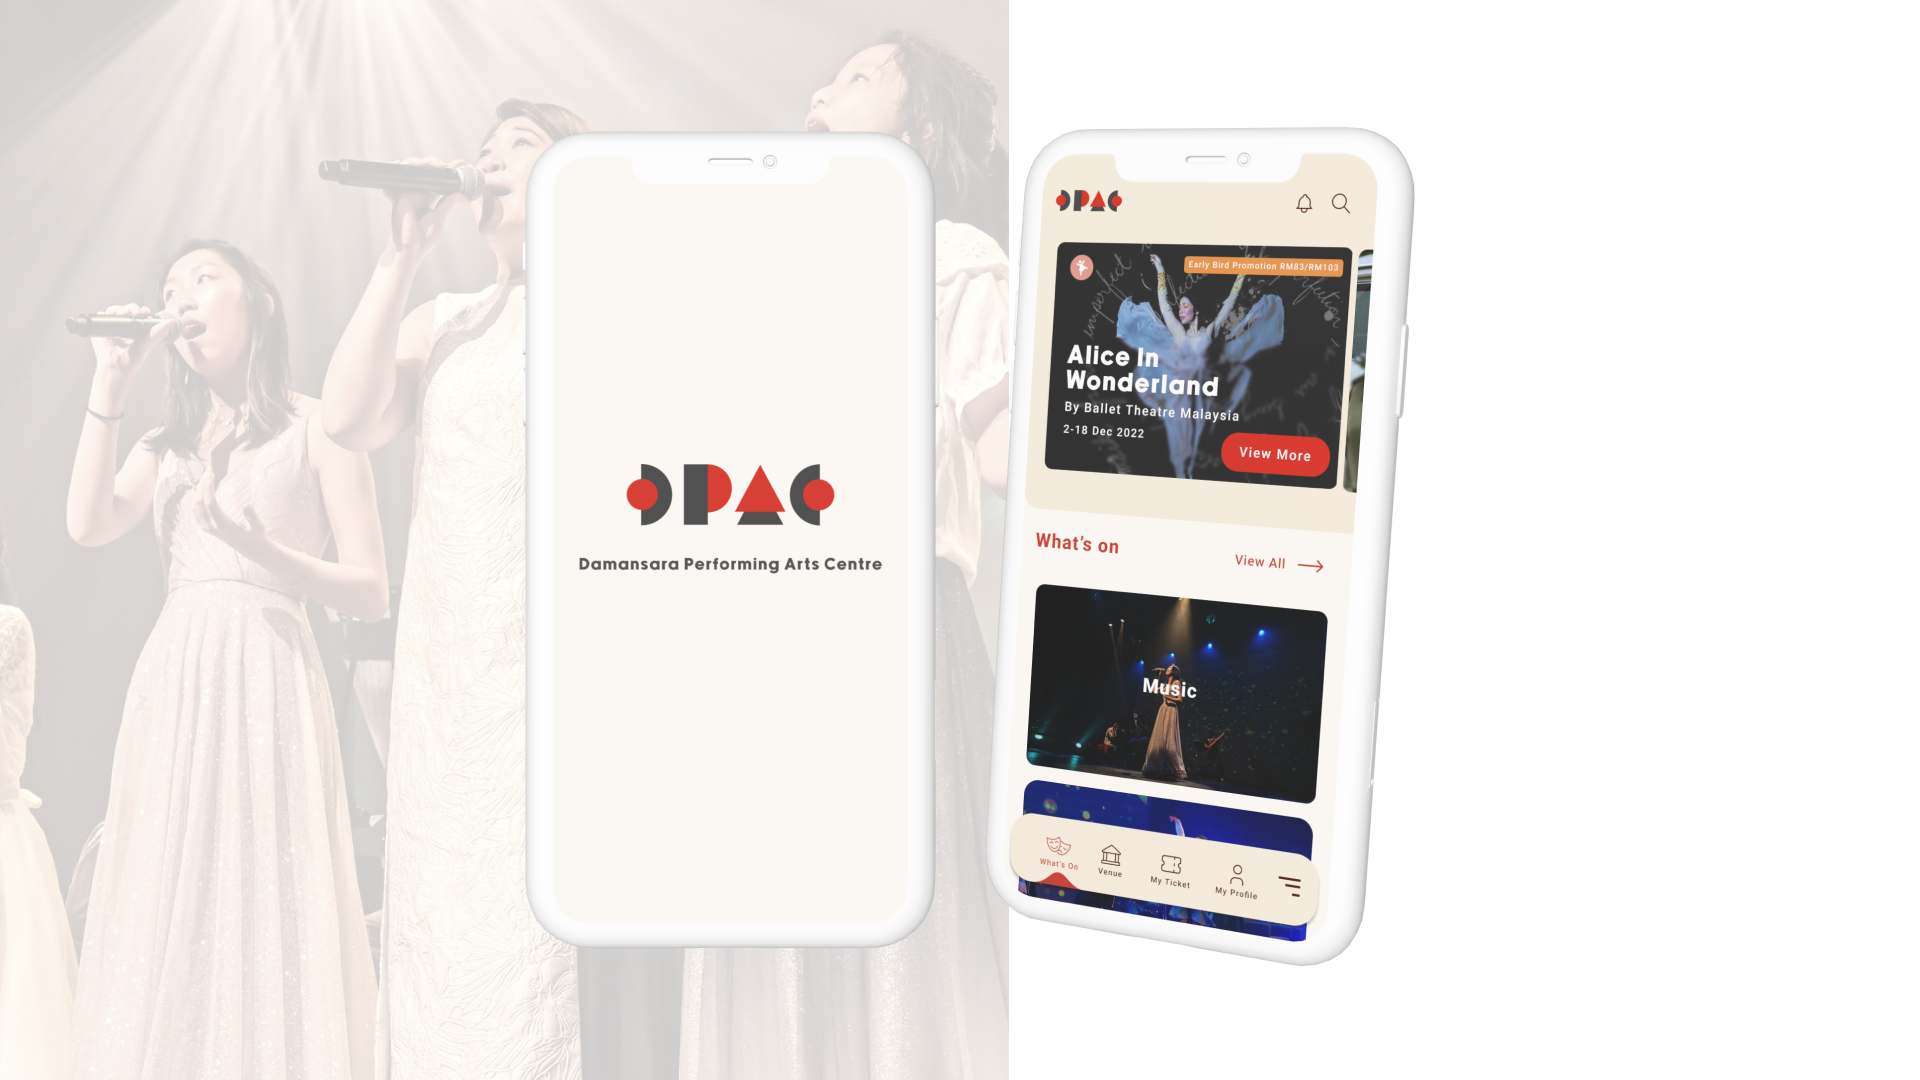 DPAC
Damansara Performing Arts Centre
DPAC
Early Bird Promotion RM83/RM103
imperfect
Alice In
Wonderland
By Ballet Theatre Malaysia
2-18 Dec 2022
View More
What's on
View All
Music
What's On
Venue
My Ticket
My Profile